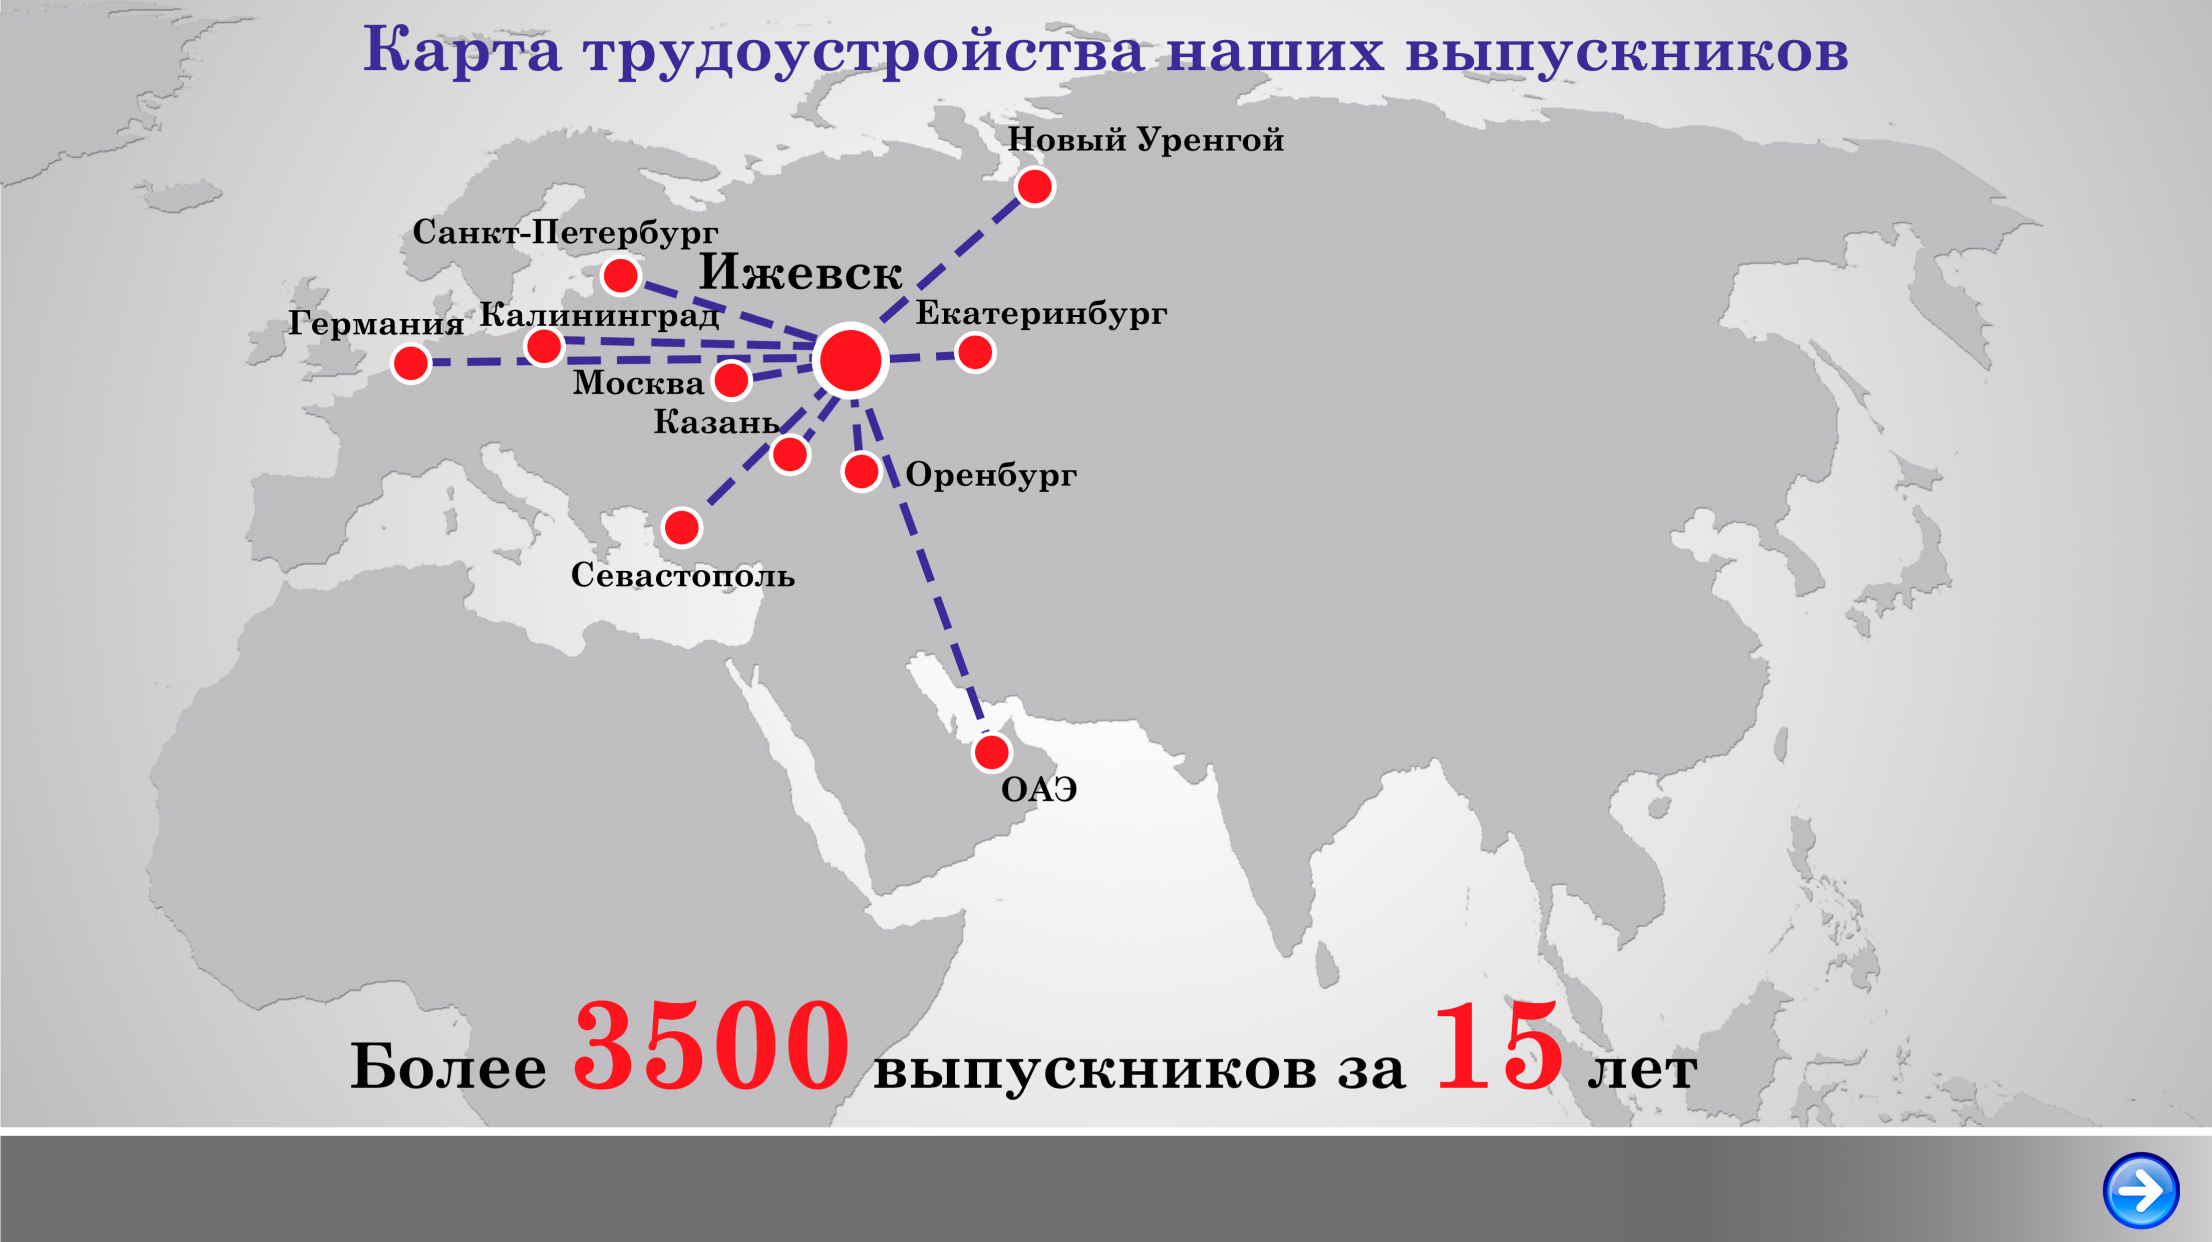 Карта трудоустройства наших выпускников
Новый Уренгой
Санкт-Петербург
Ижевск
Германия
Калининград
Екатеринбург
Москва
Казань
Оренбург
Севастополь
ОАЭ
Более 3500 выпускников за 15 лет